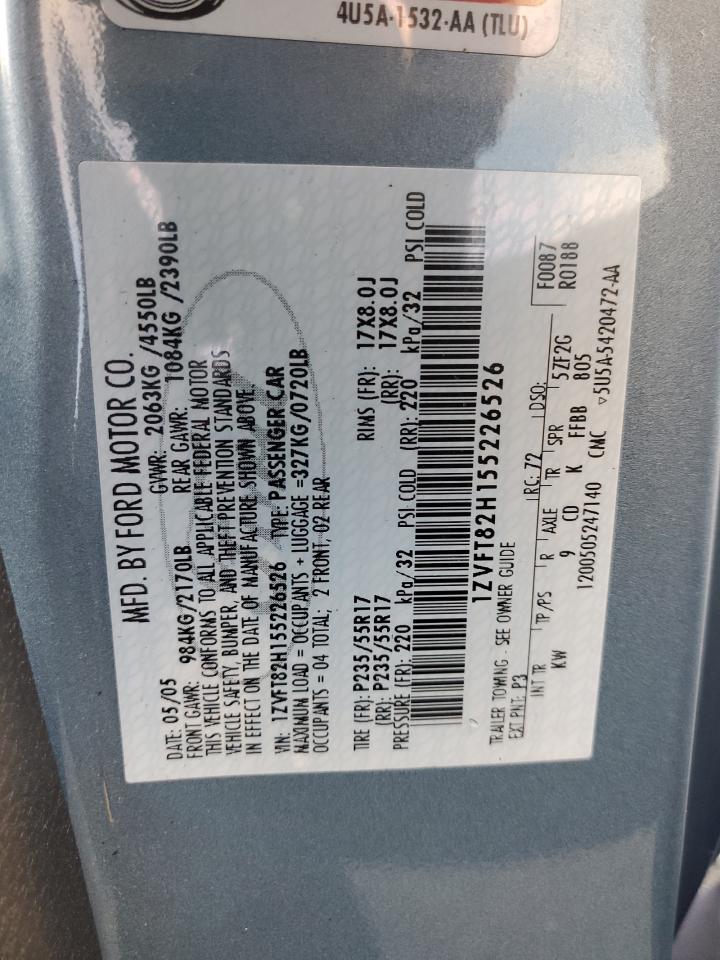 4U5A-1532-AA (TLU)
MFD. BY FORD MOTOR CO.
DATE: 05/05 GVWR: 2063KG /4550LB
FRONT GAWR: 984KG/2170LB REAR GAWR: 1084KG /2390LB
THIS VEHICLE CONFORMS TO ALL APPLICABLE FEDERAL MOTOR
VEHICLE SAFETY, BUMPER, AND THEFT PREVENTION STANDARDS
IN EFFECT ON THE DATE OF MANUFACTURE SHOWN ABOVE.
VIN: 1ZVFT82H155226526 TYPE: PASSENGER CAR
MAXIMUM LOAD = OCCUPANTS + LUGGAGE =327KG/0720LB
OCCUPANTS = 04 TOTAL; 2 FRONT, 02 REAR
TIRE (FR): P235/55R17 RIMS (FR): 17X8.0J
(RR): P235/55R17 (RR): 17X8.0J
PRESSURE (FR): 220 kPa/32 PSI COLD (RR): 220 kPa/32 PSI COLD
1ZVFT82H155226526
TRAILER TOWING - SEE OWNER GUIDE
EXT PNT: P3 RC: 72 DSO: F0087
INT TR TP/PS R AXLE TR SPR 5ZF2G R0188
KW 9 CD K FFBB 805
1200505247140 CMC ▽5U5A-5420472-AA